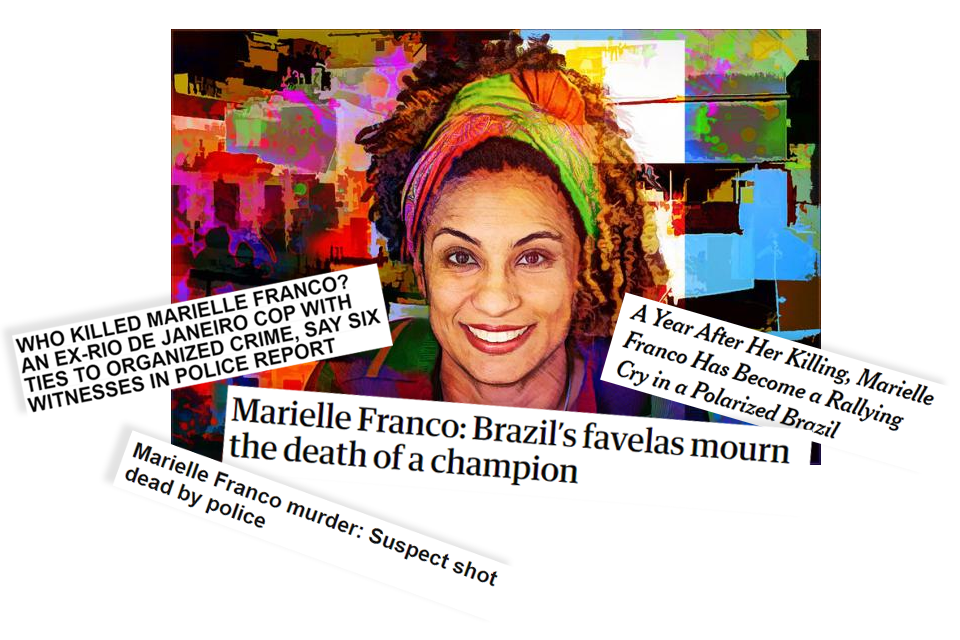 WHO KILLED MARIELLE FRANCO?
AN EX-RIO DE JANEIRO COP WITH
TIES TO ORGANIZED CRIME, SAY SIX
WITNESSES IN POLICE REPORT
A Year After Her Killing, Marielle
Franco Has Become a Rallying
Cry in a Polarized Brazil
Marielle Franco: Brazil's favelas mourn
the death of a champion
Marielle Franco murder: Suspect shot
dead by police